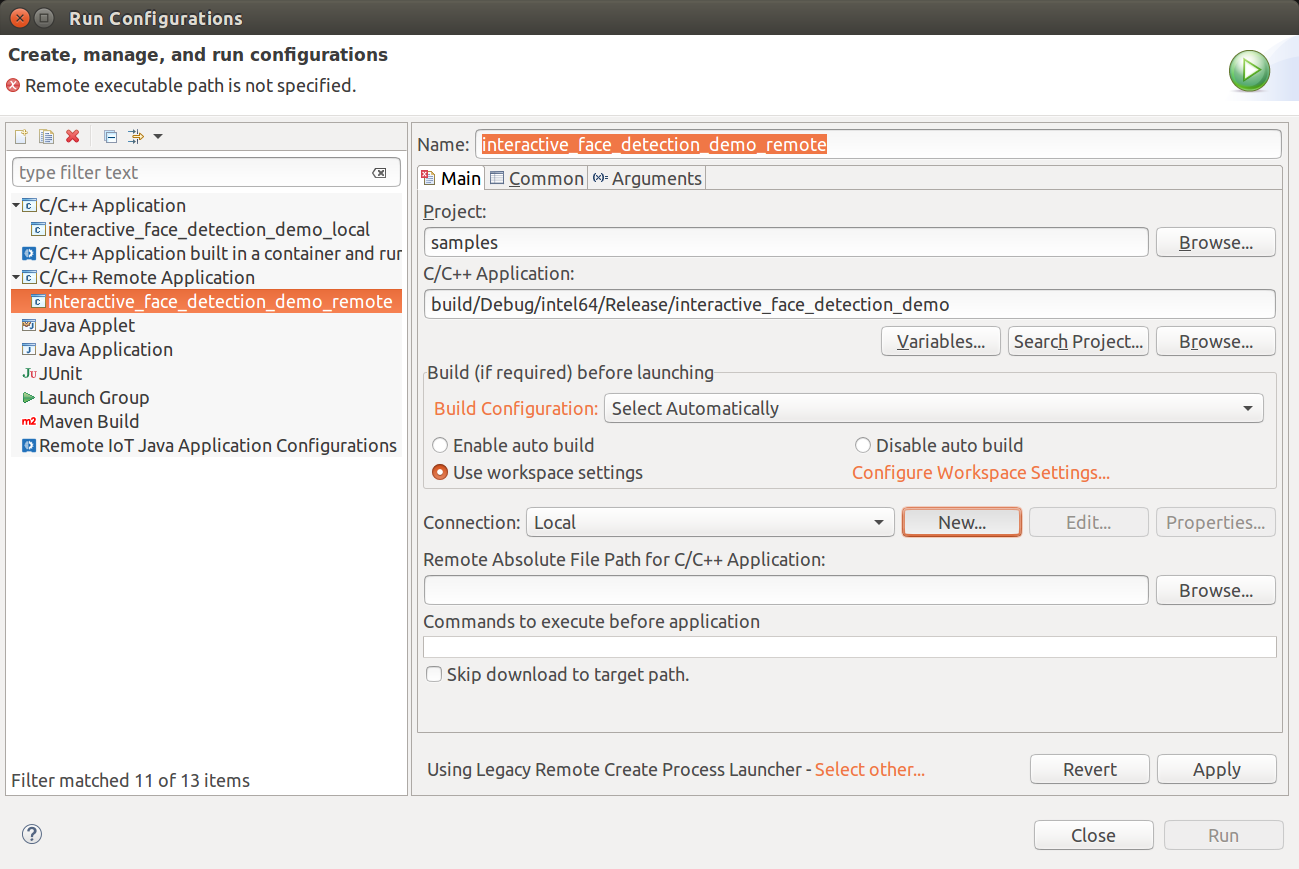 Run Configurations
Create, manage, and run configurations
Remote executable path is not specified.
type filter text
C/C++ Application
interactive_face_detection_demo_local
C/C++ Application built in a container and run
C/C++ Remote Application
interactive_face_detection_demo_remote
Java Applet
Java Application
JUnit
Launch Group
Maven Build
Remote IoT Java Application Configurations
Filter matched 11 of 13 items
Name: interactive_face_detection_demo_remote
Main Common Arguments
Project:
samples Browse...
C/C++ Application:
build/Debug/intel64/Release/interactive_face_detection_demo
Variables... Search Project... Browse...
Build (if required) before launching
Build Configuration: Select Automatically
Enable auto build Disable auto build
Use workspace settings Configure Workspace Settings...
Connection: Local New... Edit... Properties...
Remote Absolute File Path for C/C++ Application:
Browse...
Commands to execute before application
Skip download to target path.
Using Legacy Remote Create Process Launcher - Select other... Revert Apply
Close Run